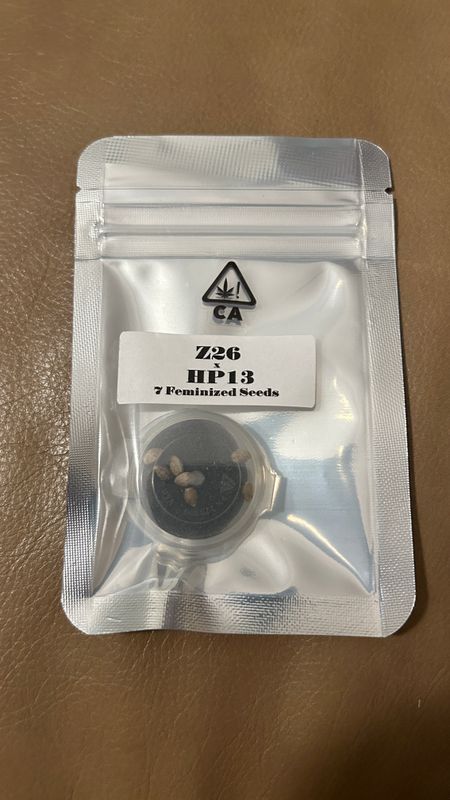 !
CA
Z26
x
HP13
7 Feminized Seeds